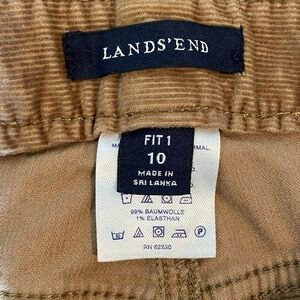 LANDS' END
FIT 1
10
MADE IN
SRI LANKA
99% BAUMWOLLE
1% ELASTHAN
RN 62830